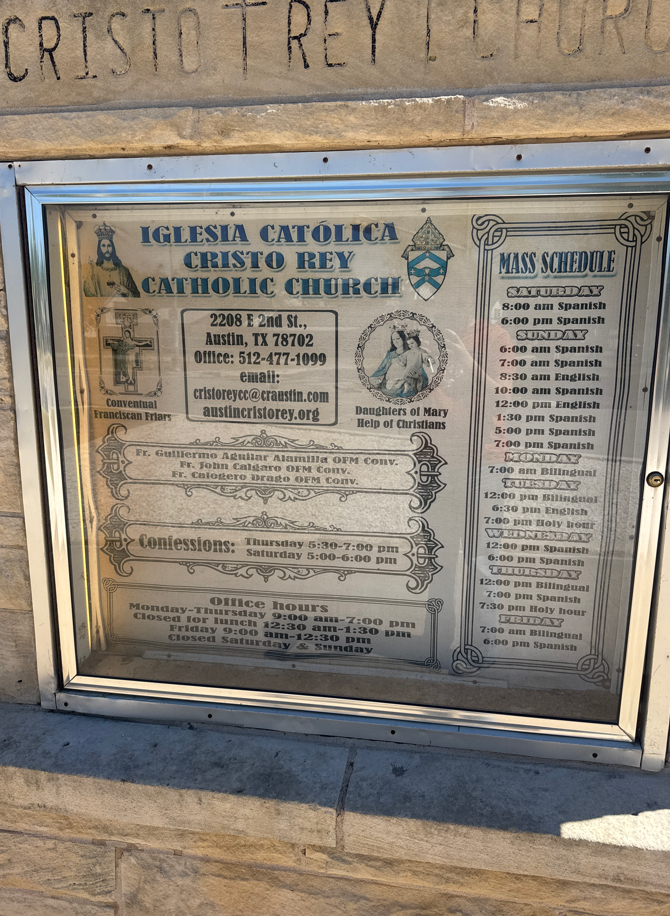 CRISTO REY CHURC
IGLESIA CATÓLICA
CRISTO REY
CATHOLIC CHURCH
Conventual
Franciscan Friars
2208 E 2nd St.,
Austin, TX 78702
Office: 512-477-1099
email:
cristoreycc@craustin.com
austincristorey.org
Daughters of Mary
Help of Christians
Fr. Guillermo Aguilar Alamilla OFM Conv.
Fr. John Calgaro OFM Conv.
Fr. Calogero Drago OFM Conv.
Confessions: Thursday 5:30-7:00 pm
Saturday 5:00-6:00 pm
Office hours
Monday-Thursday 9:00 am-7:00 pm
Closed for lunch 12:30 am-1:30 pm
Friday 9:00 am-12:30 pm
Closed Saturday & Sunday
MASS SCHEDULE
SATURDAY
8:00 am Spanish
6:00 pm Spanish
SUNDAY
6:00 am Spanish
7:00 am Spanish
8:30 am English
10:00 am Spanish
12:00 pm English
1:30 pm Spanish
5:00 pm Spanish
7:00 pm Spanish
MONDAY
7:00 am Bilingual
TUESDAY
12:00 pm Bilingual
6:30 pm English
7:00 pm Holy hour
WEDNESDAY
12:00 pm Spanish
6:00 pm Spanish
THURSDAY
12:00 pm Bilingual
7:00 pm Spanish
7:30 pm Holy hour
FRIDAY
7:00 am Bilingual
6:00 pm Spanish